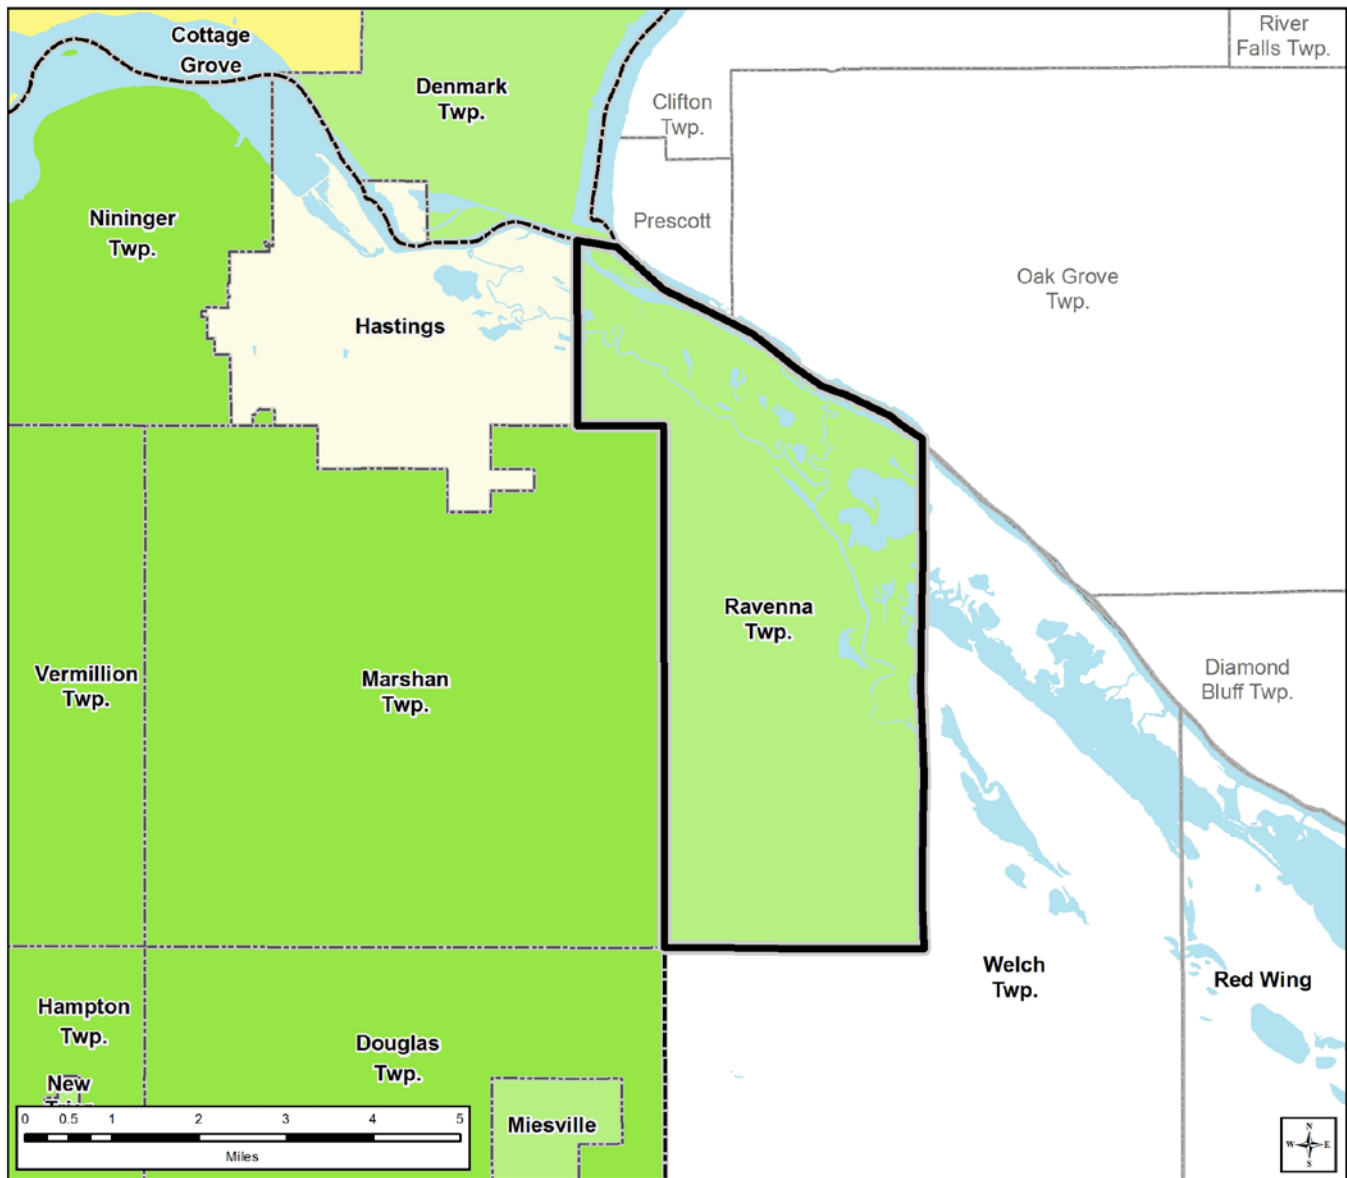 Cottage
Grove
River
Falls Twp.
Denmark
Twp.
Clifton
Twp.
Nininger
Twp.
Prescott
Oak Grove
Twp.
Hastings
Ravenna
Twp.
Vermillion
Twp.
Marshan
Twp.
Diamond
Bluff Twp.
Welch
Twp.
Red Wing
Hampton
Twp.
Douglas
Twp.
New
Miesville
0 0.5 1 2 3 4 5
Miles
N
W E
S